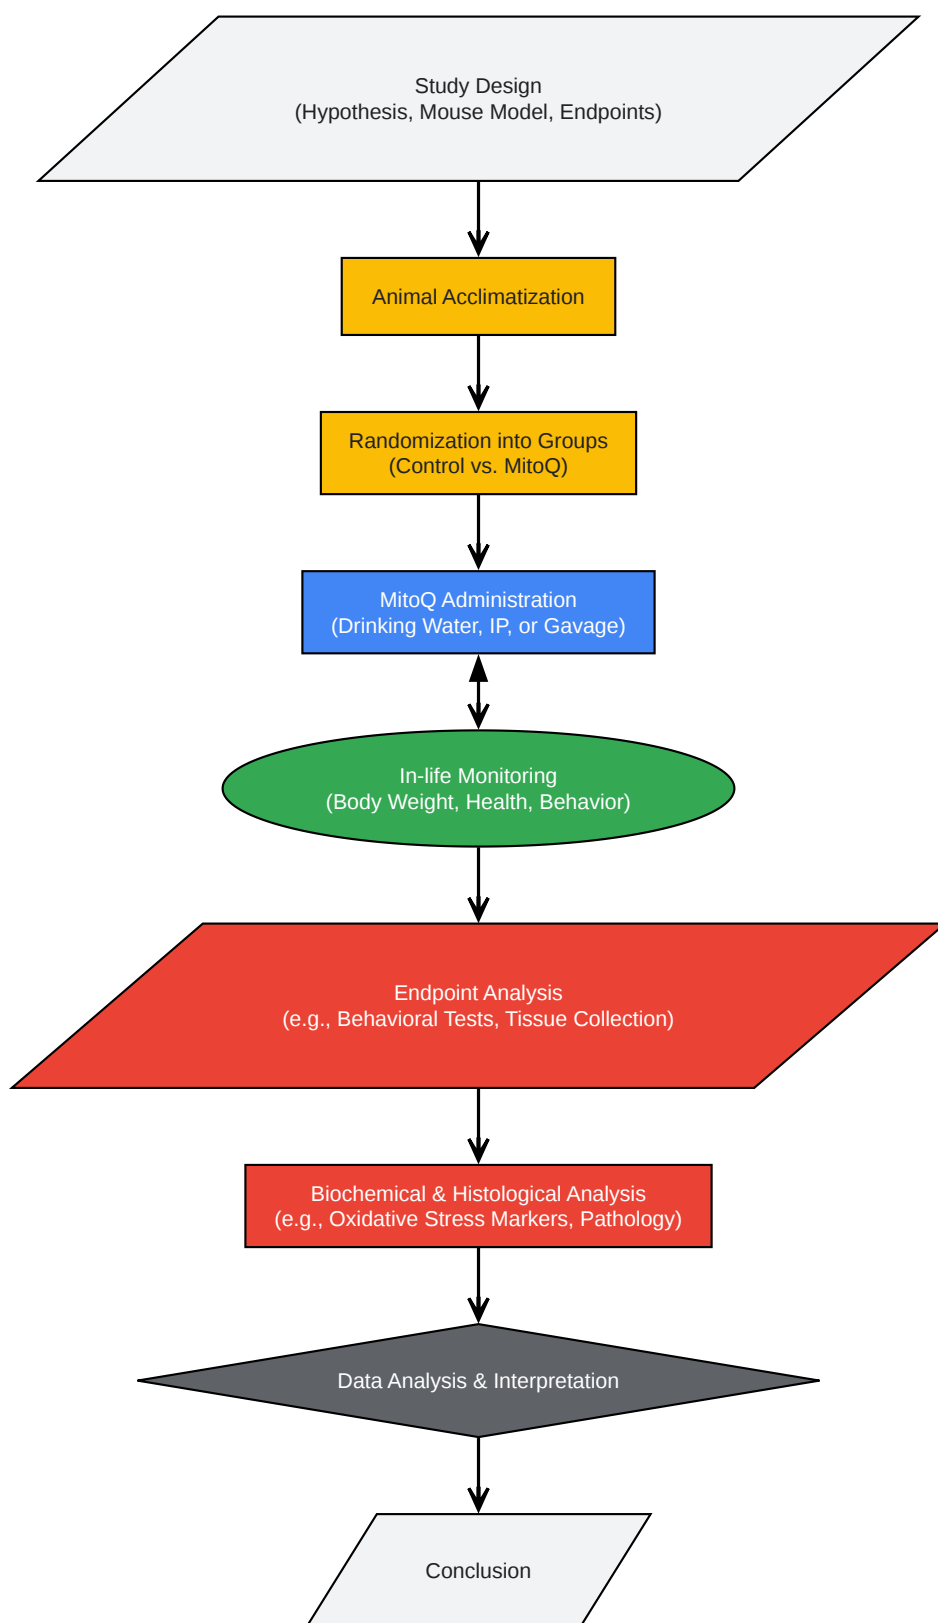 Study Design
(Hypothesis, Mouse Model, Endpoints)
Animal Acclimatization
Randomization into Groups
(Control vs. MitoQ)
MitoQ Administration
(Drinking Water, IP, or Gavage)
In-life Monitoring
(Body Weight, Health, Behavior)
Endpoint Analysis
(e.g., Behavioral Tests, Tissue Collection)
Biochemical & Histological Analysis
(e.g., Oxidative Stress Markers, Pathology)
Data Analysis & Interpretation
Conclusion